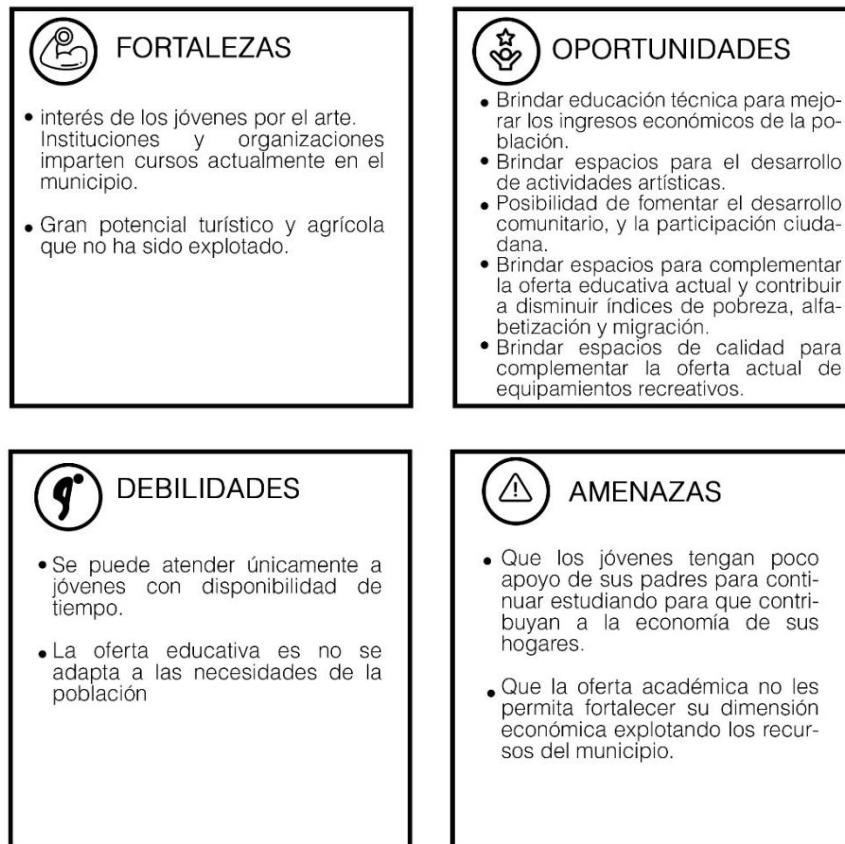 FORTALEZAS
• interés de los jóvenes por el arte.
Instituciones y organizaciones
imparten cursos actualmente en el
municipio.
• Gran potencial turístico y agrícola
que no ha sido explotado.
OPORTUNIDADES
• Brindar educación técnica para mejo-
rar los ingresos económicos de la po-
blación.
• Brindar espacios para el desarrollo
de actividades artísticas.
• Posibilidad de fomentar el desarrollo
comunitario, y la participación ciuda-
dana.
• Brindar espacios para complementar
la oferta educativa actual y contribuir
a disminuir índices de pobreza, alfa-
betización y migración.
• Brindar espacios de calidad para
complementar la oferta actual de
equipamientos recreativos.
DEBILIDADES
• Se puede atender únicamente a
jóvenes con disponibilidad de
tiempo.
• La oferta educativa es no se
adapta a las necesidades de la
población
AMENAZAS
• Que los jóvenes tengan poco
apoyo de sus padres para conti-
nuar estudiando para que contri-
buyan a la economía de sus
hogares.
• Que la oferta académica no les
permita fortalecer su dimensión
económica explotando los recur-
sos del municipio.